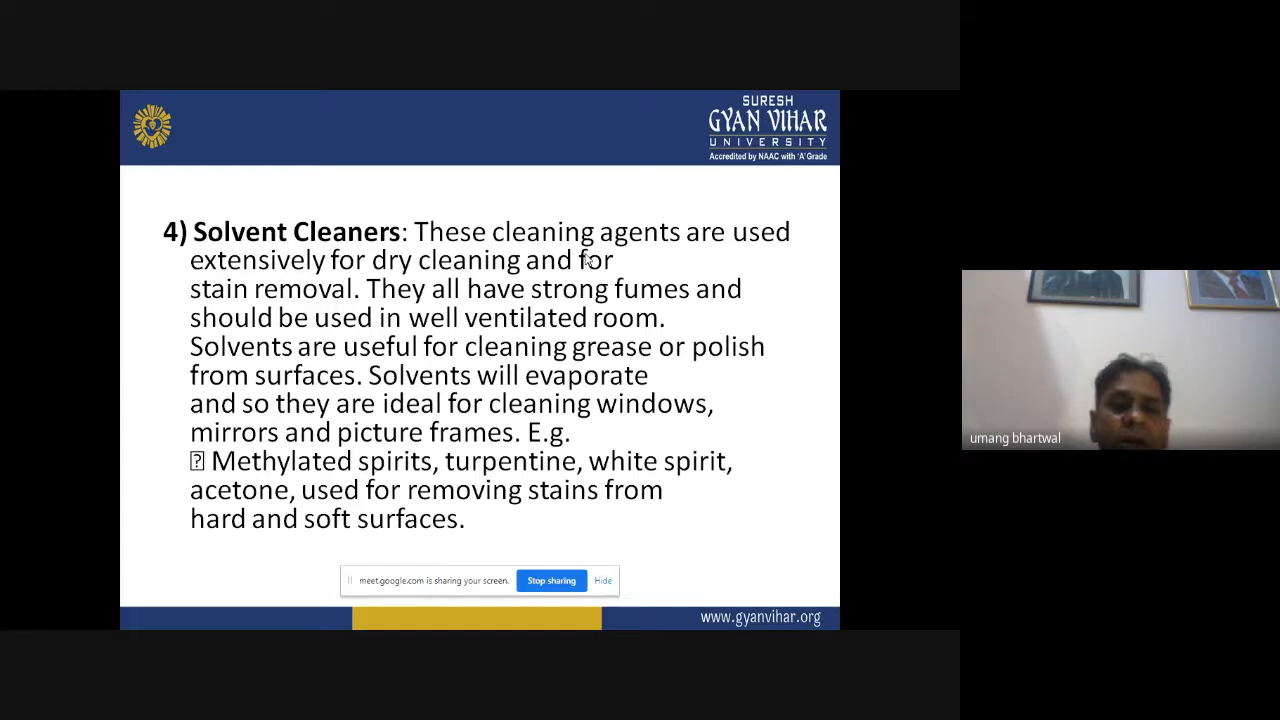 SURESH
GYAN VIHAR
UNIVERSITY
Accredited by NAAC with 'A' Grade
4) Solvent Cleaners: These cleaning agents are used
extensively for dry cleaning and for
stain removal. They all have strong fumes and
should be used in well ventilated room.
Solvents are useful for cleaning grease or polish
from surfaces. Solvents will evaporate
and so they are ideal for cleaning windows,
mirrors and picture frames. E.g.
Methylated spirits, turpentine, white spirit,
acetone, used for removing stains from
hard and soft surfaces.
meet.google.com is sharing your screen. Stop sharing Hide
www.gyanvihar.org
umang bhartwal